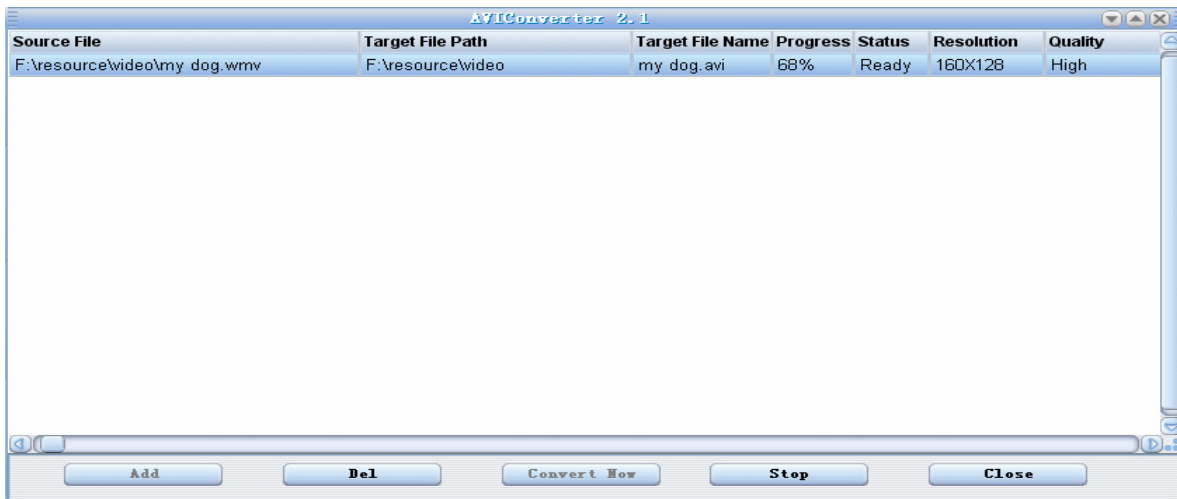 AVIConverter 2.1
Source File Target File Path Target File Name Progress Status Resolution Quality
F:\resource\video\my dog.wmv F:\resource\video my dog.avi 68% Ready 160X128 High
Add Del Convert Now Stop Close